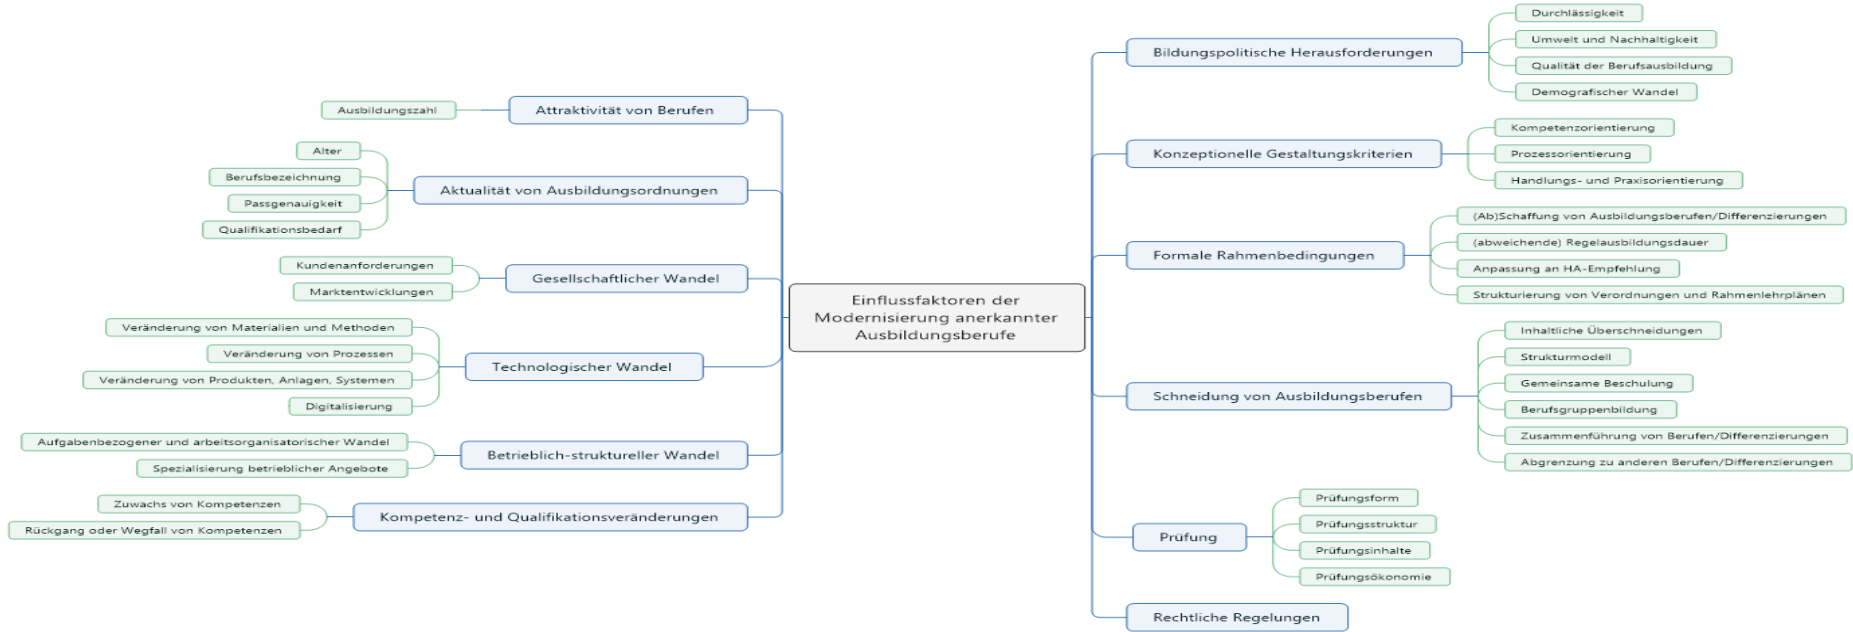 Einflussfaktoren der
Modernisierung anerkannter
Ausbildungsberufe
Attraktivität von Berufen
Ausbildungszahl
Aktualität von Ausbildungsordnungen
Alter
Berufsbezeichnung
Passgenauigkeit
Qualifikationsbedarf
Gesellschaftlicher Wandel
Kundenanforderungen
Marktentwicklungen
Technologischer Wandel
Veränderung von Materialien und Methoden
Veränderung von Prozessen
Veränderung von Produkten, Anlagen, Systemen
Digitalisierung
Betrieblich-struktureller Wandel
Aufgabenbezogener und arbeitsorganisatorischer Wandel
Spezialisierung betrieblicher Angebote
Kompetenz- und Qualifikationsveränderungen
Zuwachs von Kompetenzen
Rückgang oder Wegfall von Kompetenzen
Bildungspolitische Herausforderungen
Durchlässigkeit
Umwelt und Nachhaltigkeit
Qualität der Berufsausbildung
Demografischer Wandel
Konzeptionelle Gestaltungskriterien
Kompetenzorientierung
Prozessorientierung
Handlungs- und Praxisorientierung
Formale Rahmenbedingungen
(Ab)Schaffung von Ausbildungsberufen/Differenzierungen
(abweichende) Regelausbildungsdauer
Anpassung an HA-Empfehlung
Strukturierung von Verordnungen und Rahmenlehrplänen
Schneidung von Ausbildungsberufen
Inhaltliche Überschneidungen
Strukturmodell
Gemeinsame Beschulung
Berufsgruppenbildung
Zusammenführung von Berufen/Differenzierungen
Abgrenzung zu anderen Berufen/Differenzierungen
Prüfung
Prüfungsform
Prüfungsstruktur
Prüfungsinhalte
Prüfungsökonomie
Rechtliche Regelungen